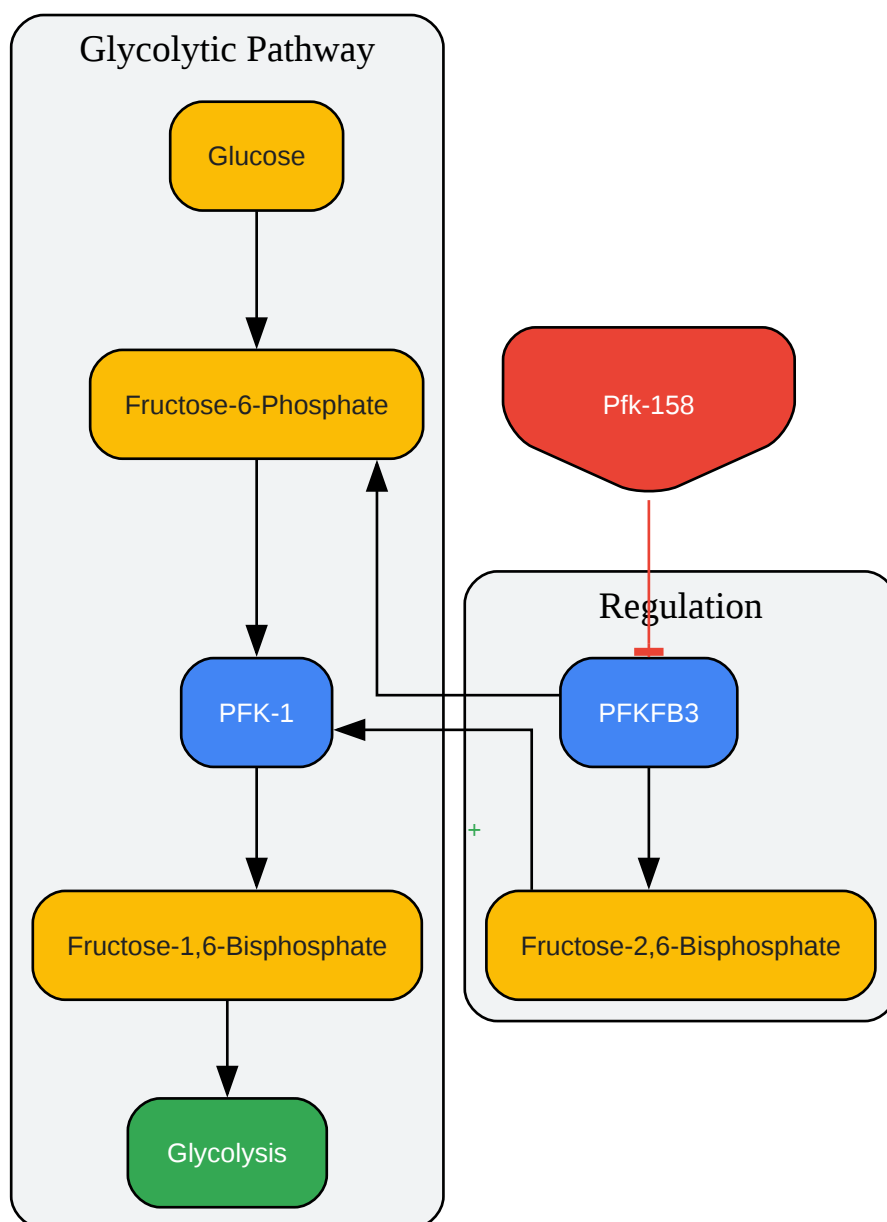 Glycolytic Pathway
Glucose
Fructose-6-Phosphate
Pfk-158
Regulation
PFK-1
PFKFB3
+
Fructose-1,6-Bisphosphate
Fructose-2,6-Bisphosphate
Glycolysis